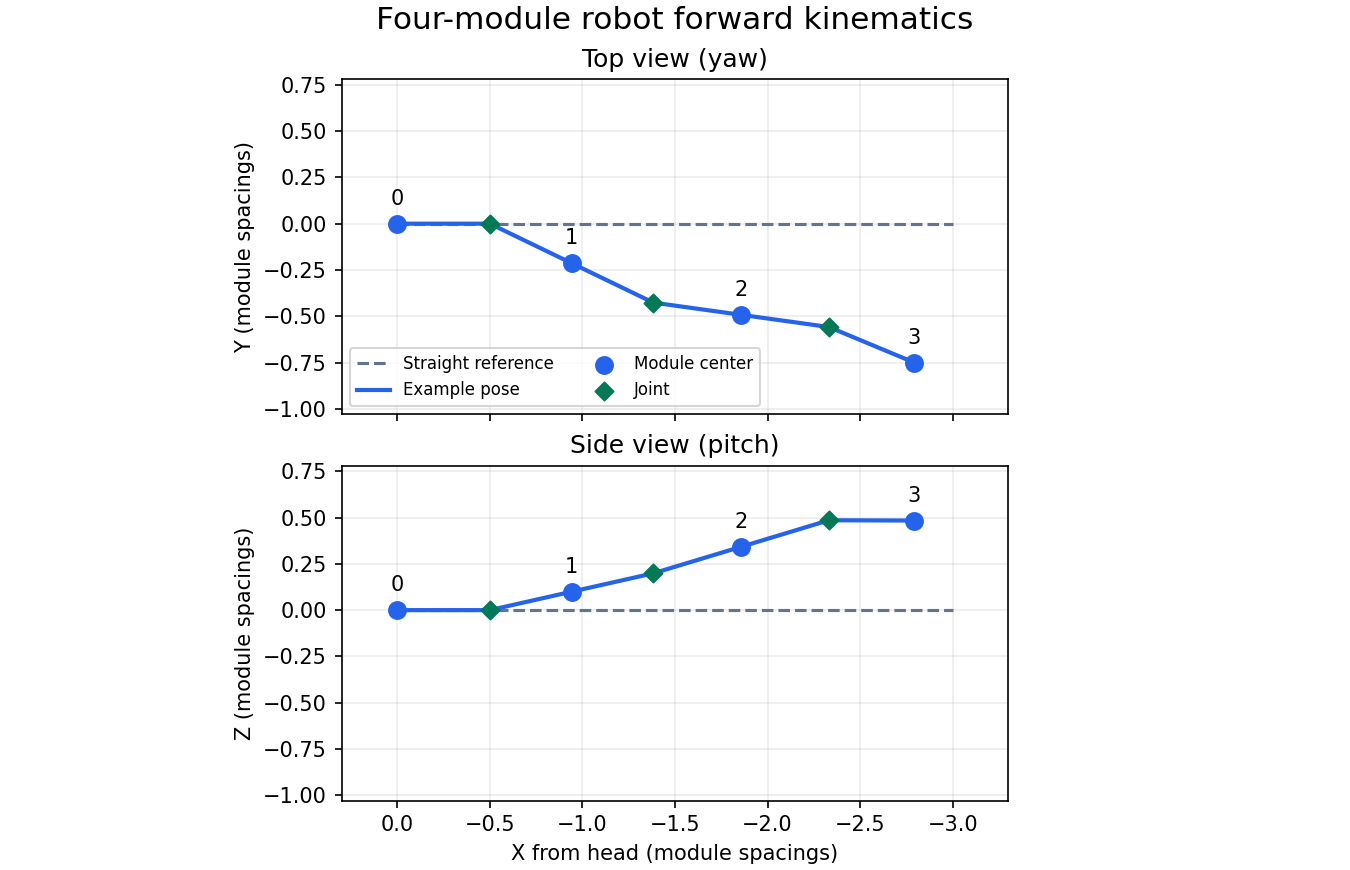 Four-module robot forward kinematics
Top view (yaw)
0.75
0.50
0.25
0.00
−0.25
−0.50
−0.75
−1.00
Y (module spacings)
0
1
2
3
Straight reference
Example pose
Module center
Joint
Side view (pitch)
0.75
0.50
0.25
0.00
−0.25
−0.50
−0.75
−1.00
Z (module spacings)
0
1
2
3
0.0 −0.5 −1.0 −1.5 −2.0 −2.5 −3.0
X from head (module spacings)